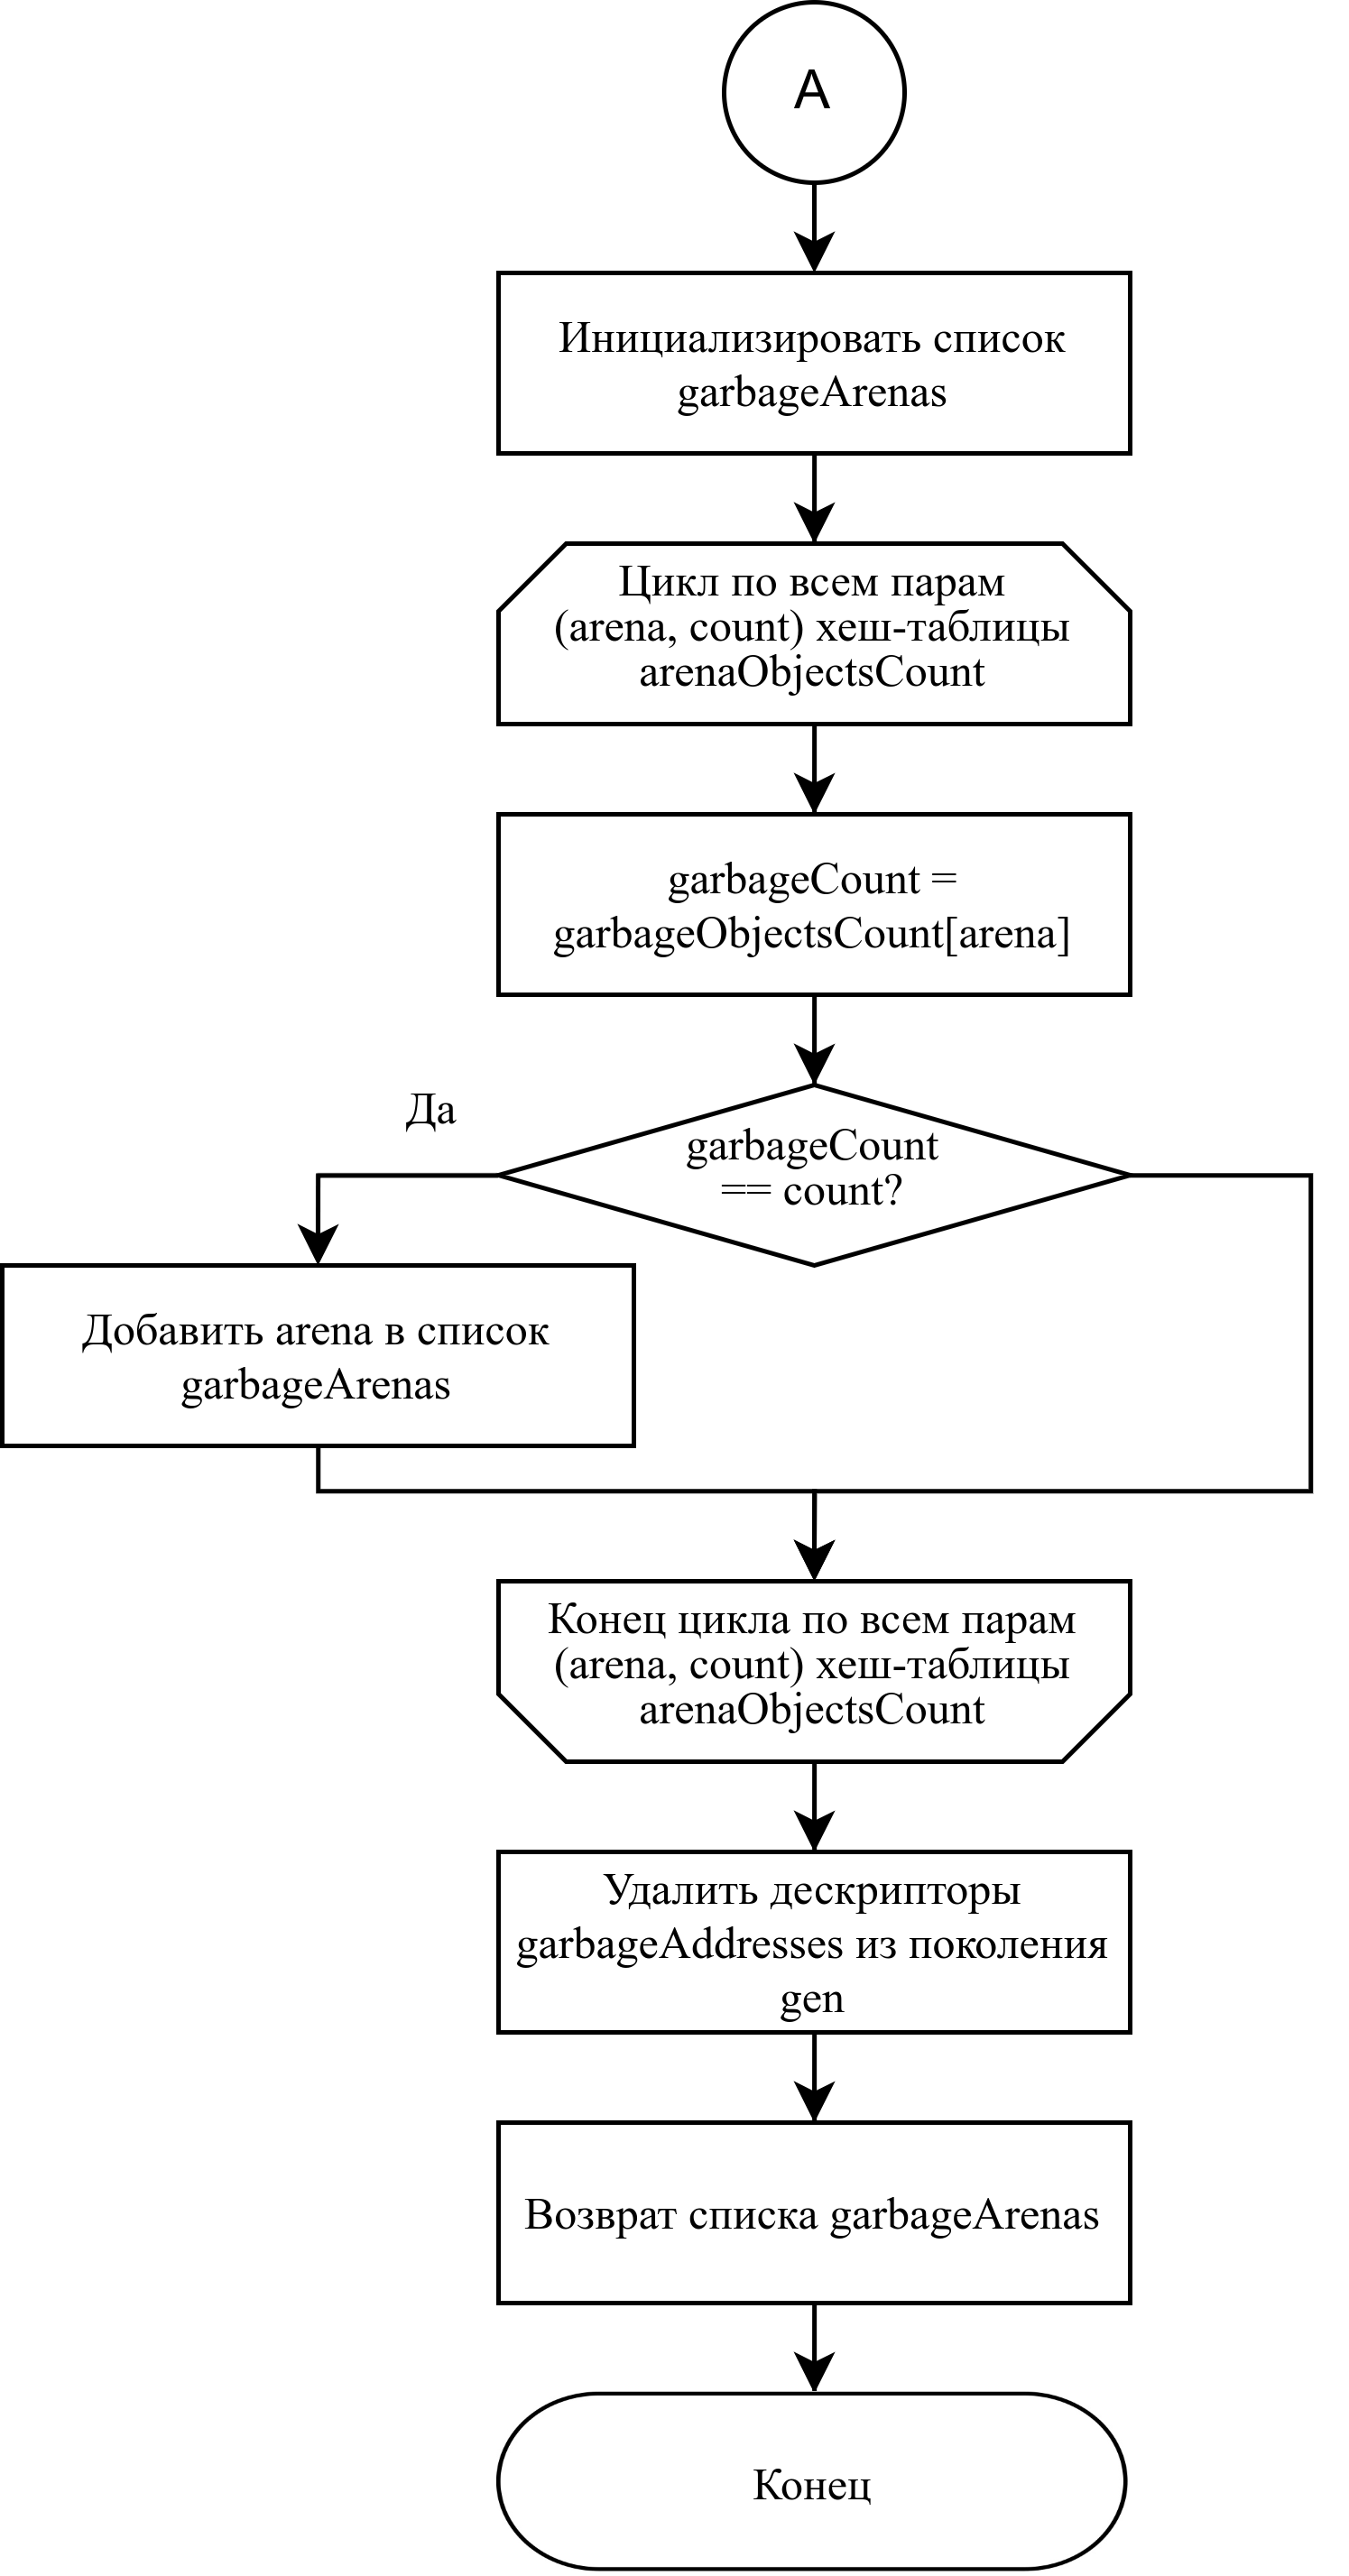 A
Инициализировать список
garbageArenas
Цикл по всем парам
(arena, count) хеш-таблицы
arenaObjectsCount
garbageCount =
garbageObjectsCount[arena]
Да
garbageCount
== count?
Добавить arena в список
garbageArenas
Конец цикла по всем парам
(arena, count) хеш-таблицы
arenaObjectsCount
Удалить дескрипторы
garbageAddresses из поколения
gen
Возврат списка garbageArenas
Конец